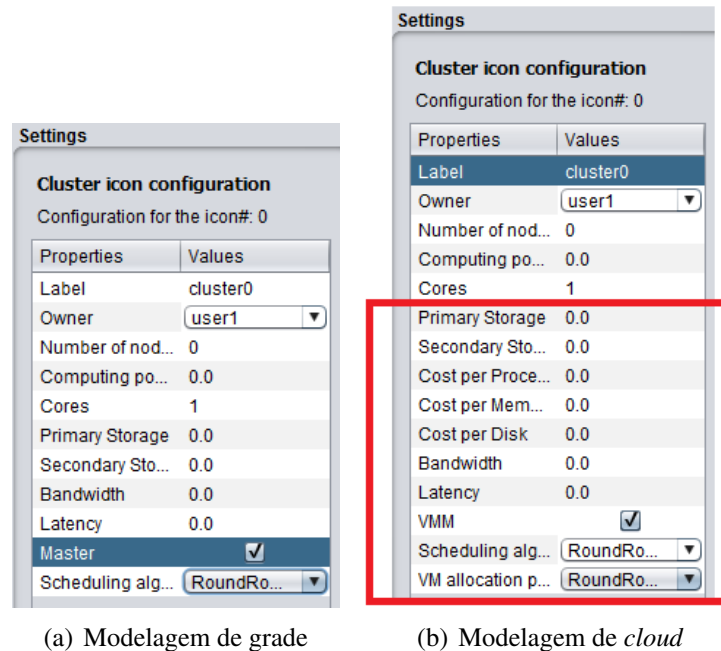 Settings
Cluster icon configuration
Configuration for the icon#: 0
Properties Values
Label cluster0
Owner user1
Number of nod... 0
Computing po... 0.0
Cores 1
Primary Storage 0.0
Secondary Sto... 0.0
Bandwidth 0.0
Latency 0.0
Master
Scheduling alg... RoundRo...
(a) Modelagem de grade
Settings
Cluster icon configuration
Configuration for the icon#: 0
Properties Values
Label cluster0
Owner user1
Number of nod... 0
Computing po... 0.0
Cores 1
Primary Storage 0.0
Secondary Sto... 0.0
Cost per Proce... 0.0
Cost per Mem... 0.0
Cost per Disk 0.0
Bandwidth 0.0
Latency 0.0
VMM
Scheduling alg... RoundRo...
VM allocation p... RoundRo...
(b) Modelagem de cloud